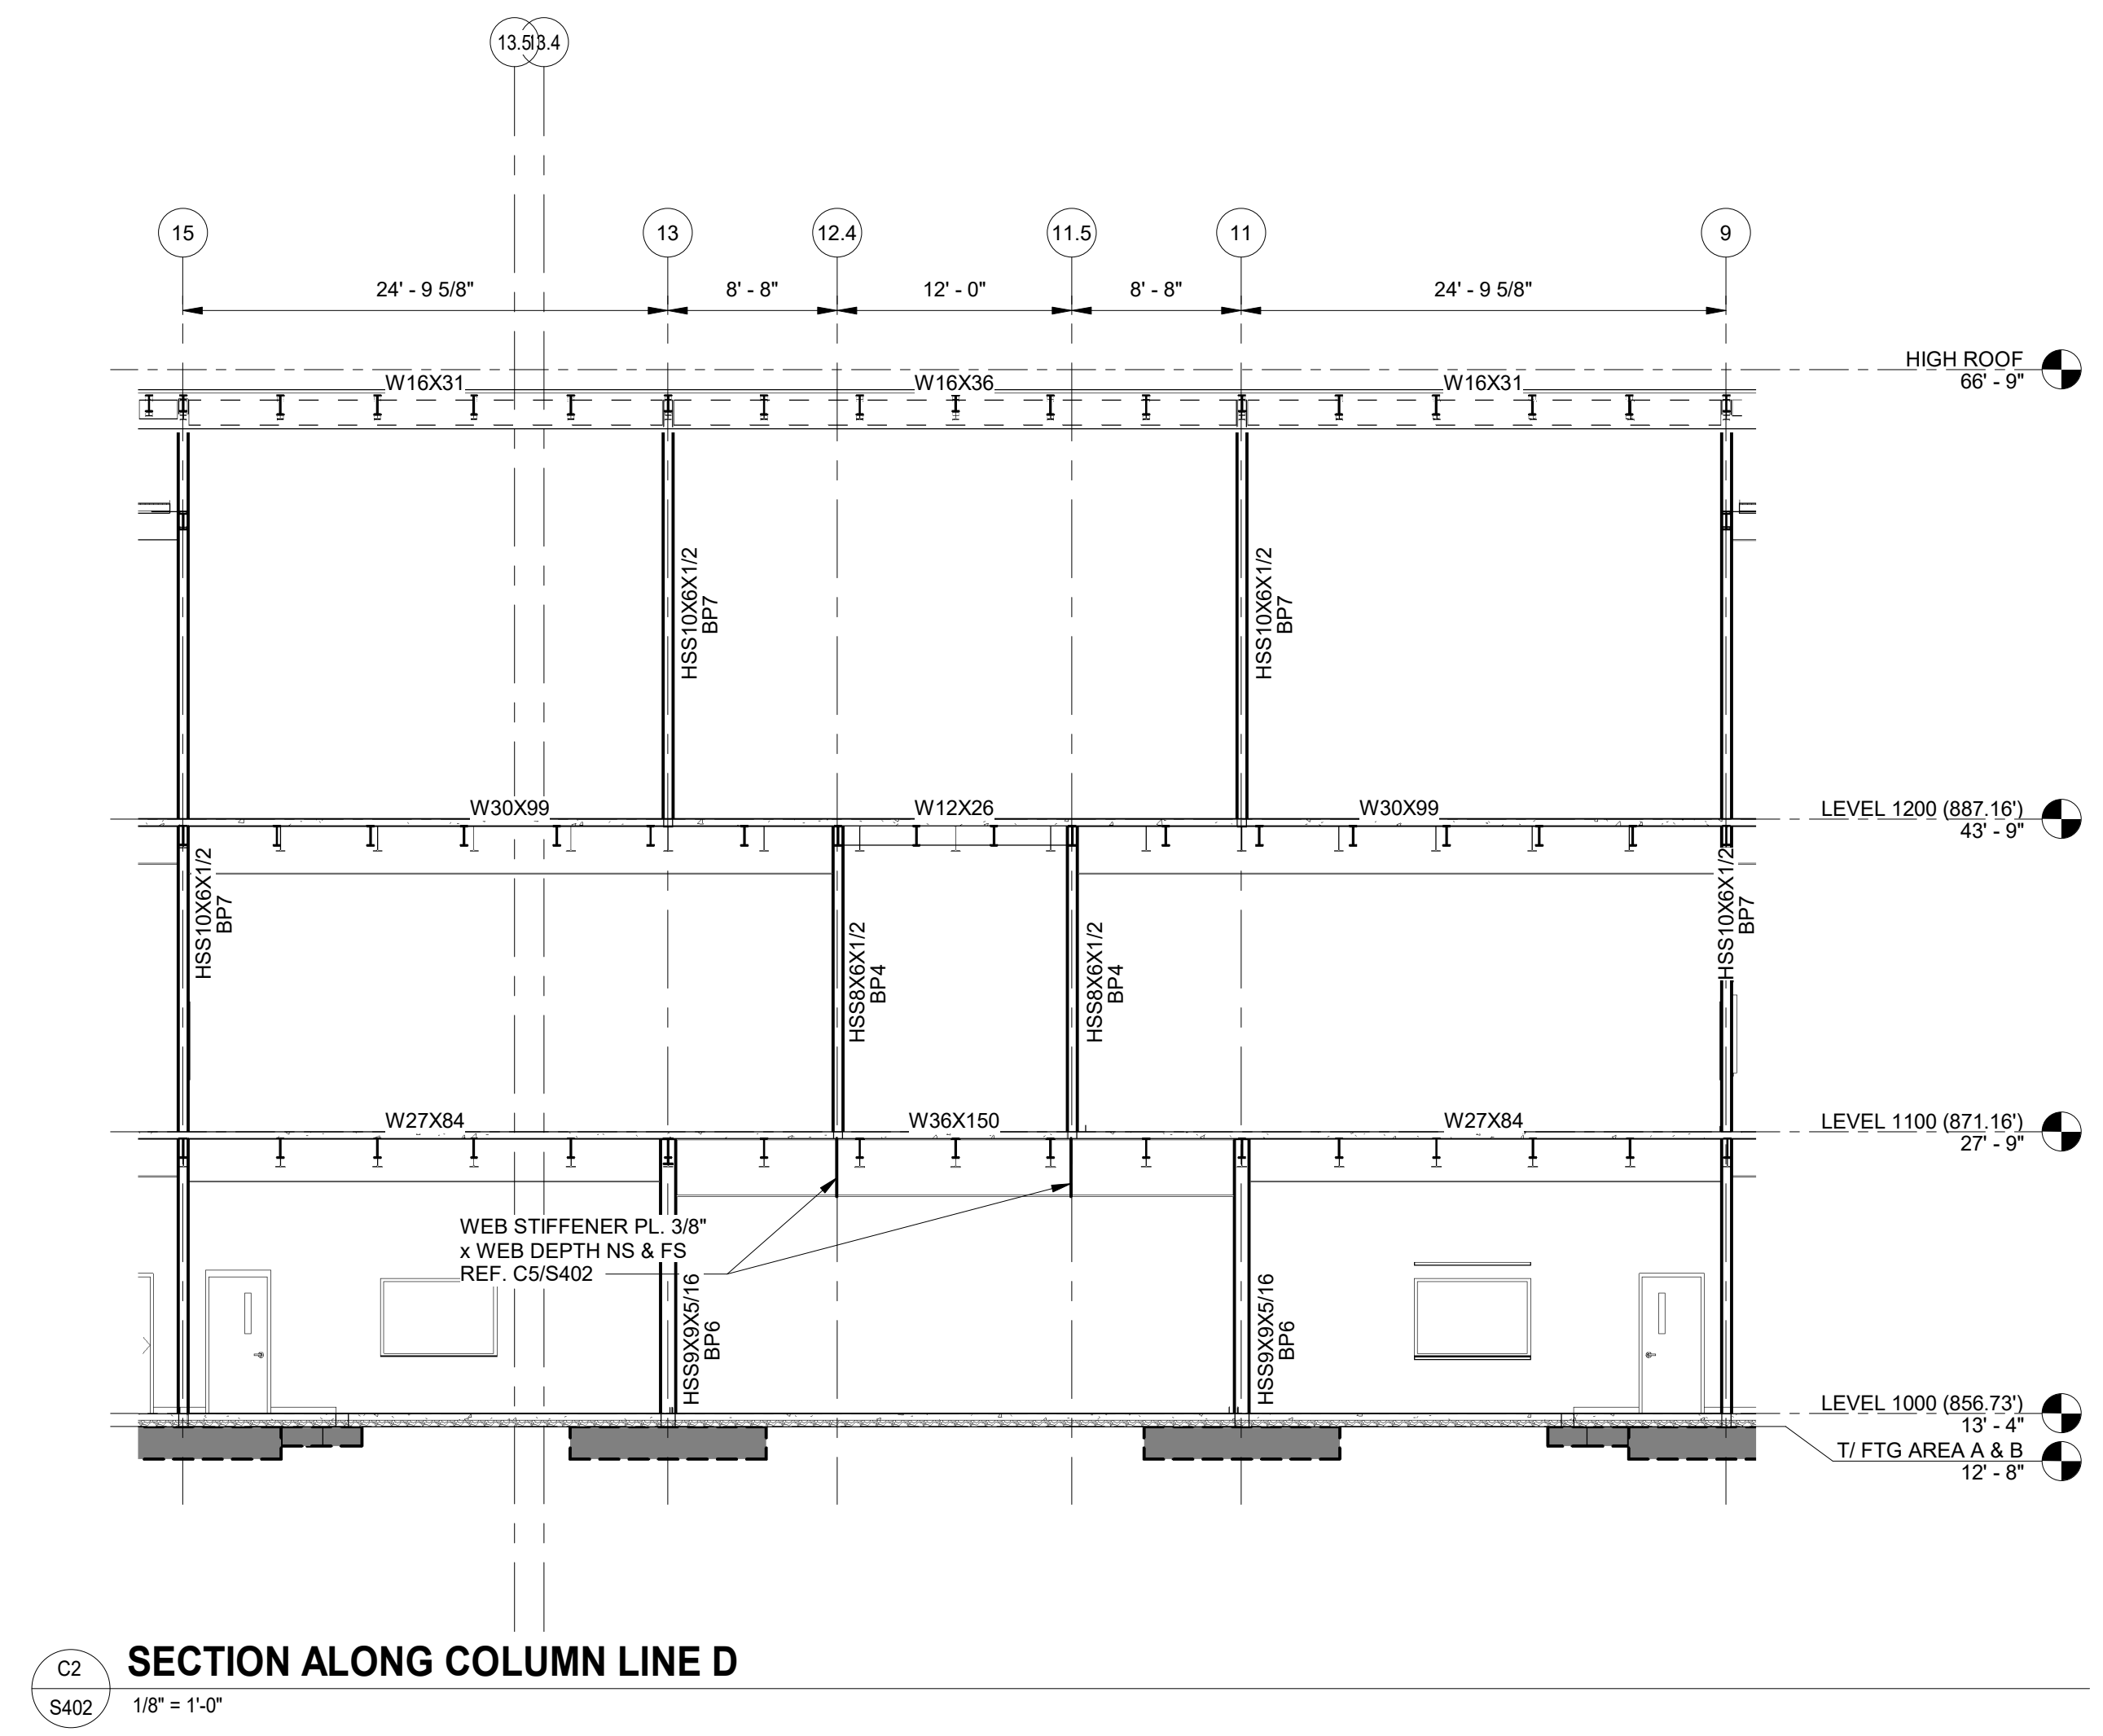 13.5
13.4
15
13
12.4
11.5
11
9
24' - 9 5/8"
8' - 8"
12' - 0"
8' - 8"
24' - 9 5/8"
HIGH ROOF
66' - 9"
W16X31
W16X36
W16X31
HSS10X6X1/2
BP7
HSS10X6X1/2
BP7
W30X99
W12X26
W30X99
LEVEL 1200 (887.16')
43' - 9"
HSS10X6X1/2
BP7
HSS8X6X1/2
BP4
HSS8X6X1/2
BP4
HSS10X6X1/2
BP7
W27X84
W36X150
W27X84
LEVEL 1100 (871.16')
27' - 9"
WEB STIFFENER PL. 3/8"
x WEB DEPTH NS & FS
REF. C5/S402
HSS9X9X5/16
BP6
HSS9X9X5/16
BP6
LEVEL 1000 (856.73')
13' - 4"
T/ FTG AREA A & B
12' - 8"
C2
S402
SECTION ALONG COLUMN LINE D
1/8" = 1'-0"